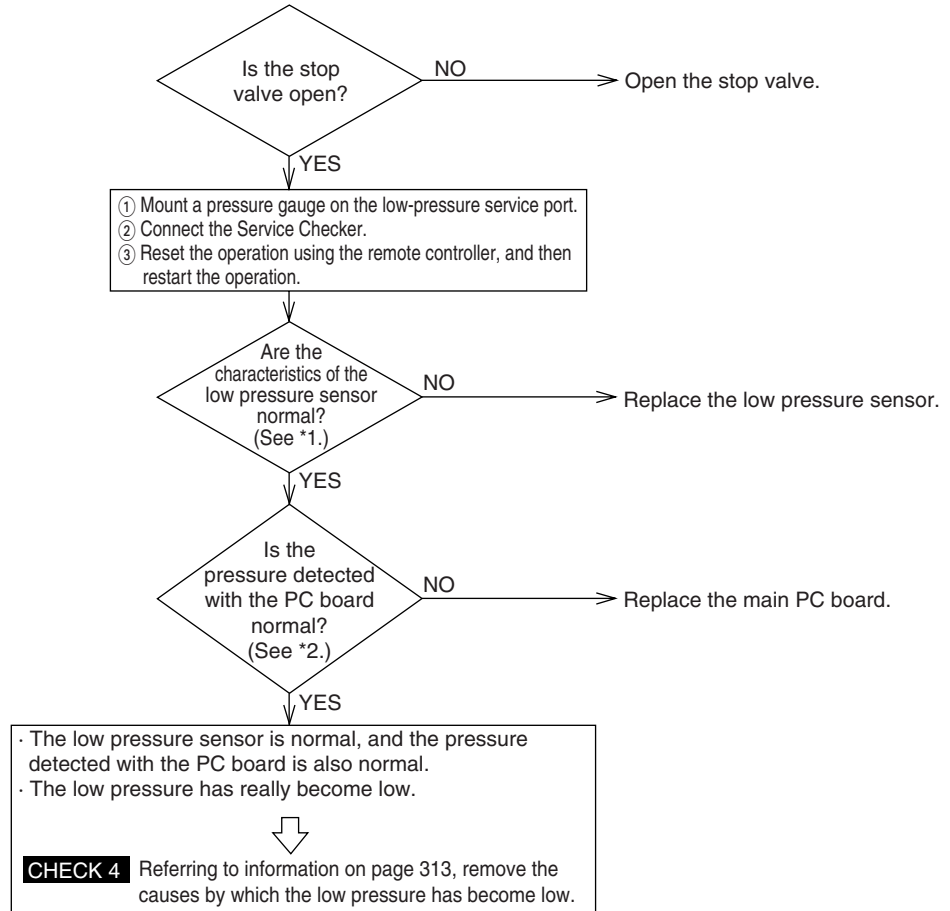 Is the stop
valve open?
NO
Open the stop valve.
YES
① Mount a pressure gauge on the low-pressure service port.
② Connect the Service Checker.
③ Reset the operation using the remote controller, and then
restart the operation.
Are the
characteristics of the
low pressure sensor
normal?
(See *1.)
NO
Replace the low pressure sensor.
YES
Is the
pressure detected
with the PC board
normal?
(See *2.)
NO
Replace the main PC board.
YES
· The low pressure sensor is normal, and the pressure
detected with the PC board is also normal.
· The low pressure has really become low.
CHECK 4 Referring to information on page 313, remove the
causes by which the low pressure has become low.